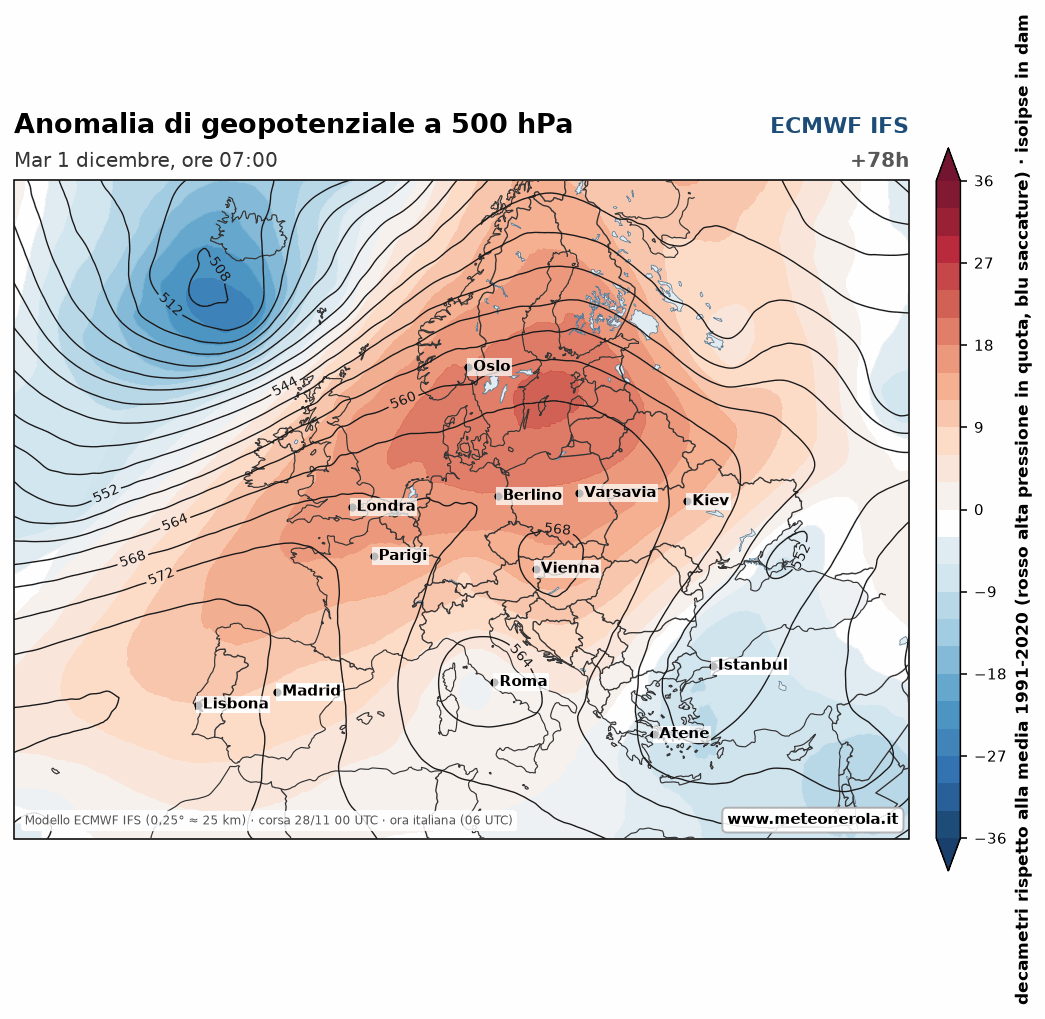 Anomalia di geopotenziale a 500 hPa
ECMWF IFS
Mar 1 dicembre, ore 07:00
+78h
508
512
544
560
552
564
568
572
568
564
552
Oslo
Londra
Berlino
Varsavia
Kiev
Parigi
Vienna
Roma
Istanbul
Madrid
Lisbona
Atene
Modello ECMWF IFS (0,25° ≈ 25 km) · corsa 28/11 00 UTC · ora italiana (06 UTC)
www.meteonerola.it
36
27
18
9
0
−9
−18
−27
−36
decametri rispetto alla media 1991-2020 (rosso alta pressione in quota, blu saccature) · isoipse in dam